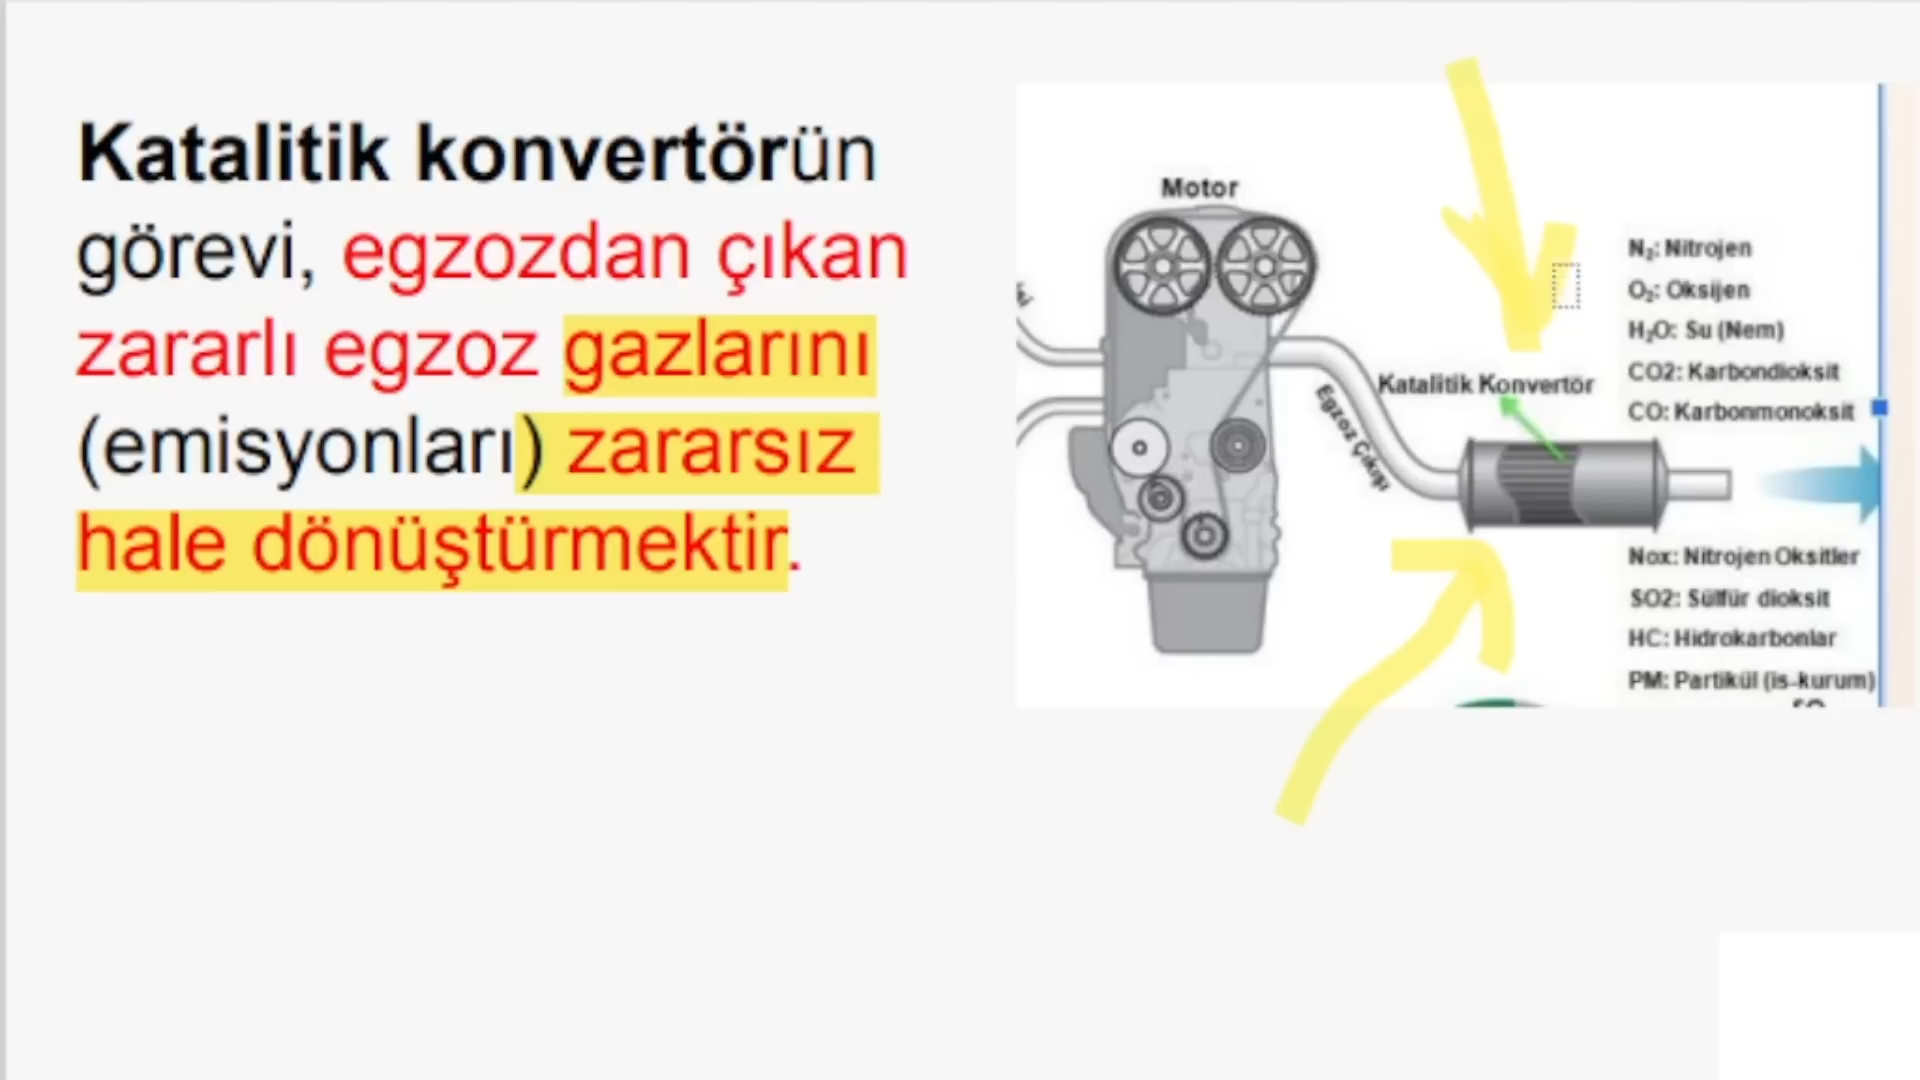 Katalitik konvertörün
görevi, egzozdan çıkan
zararlı egzoz gazlarını
(emisyonları) zararsız
hale dönüştürmektir.
Motor
Egzoz Çıkışı
Katalitik Konvertör
N₂: Nitrojen
O₂: Oksijen
H₂O: Su (Nem)
CO2: Karbondioksit
CO: Karbonmonoksit
Nox: Nitrojen Oksitler
SO2: Sülfür dioksit
HC: Hidrokarbonlar
PM: Partikül (is-kurum)